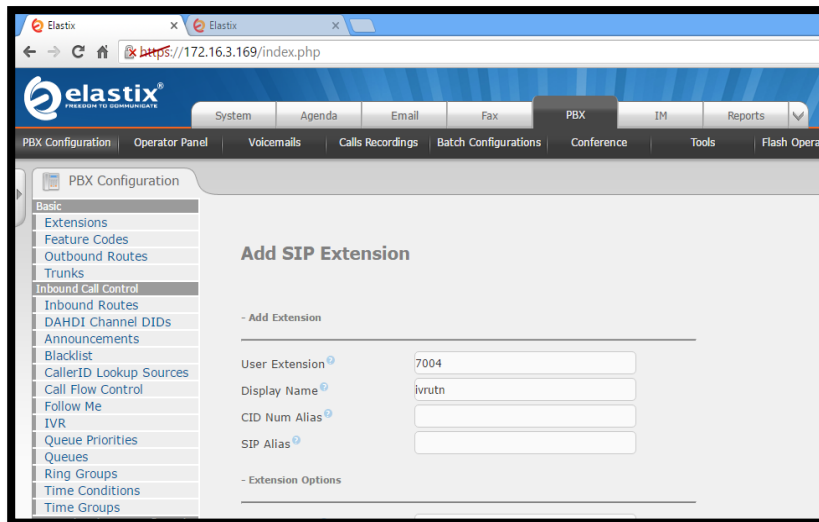 Elastix
Elastix
https://172.16.3.169/index.php
elastix®
FREEDOM TO COMMUNICATE
System
Agenda
Email
Fax
PBX
IM
Reports
PBX Configuration
Operator Panel
Voicemails
Calls Recordings
Batch Configurations
Conference
Tools
Flash Opera
PBX Configuration
Basic
Extensions
Feature Codes
Outbound Routes
Trunks
Inbound Call Control
Inbound Routes
DAHDI Channel DIDs
Announcements
Blacklist
CallerID Lookup Sources
Call Flow Control
Follow Me
IVR
Queue Priorities
Queues
Ring Groups
Time Conditions
Time Groups
Add SIP Extension
- Add Extension
User Extension 7004
Display Name ivrutn
CID Num Alias
SIP Alias
- Extension Options